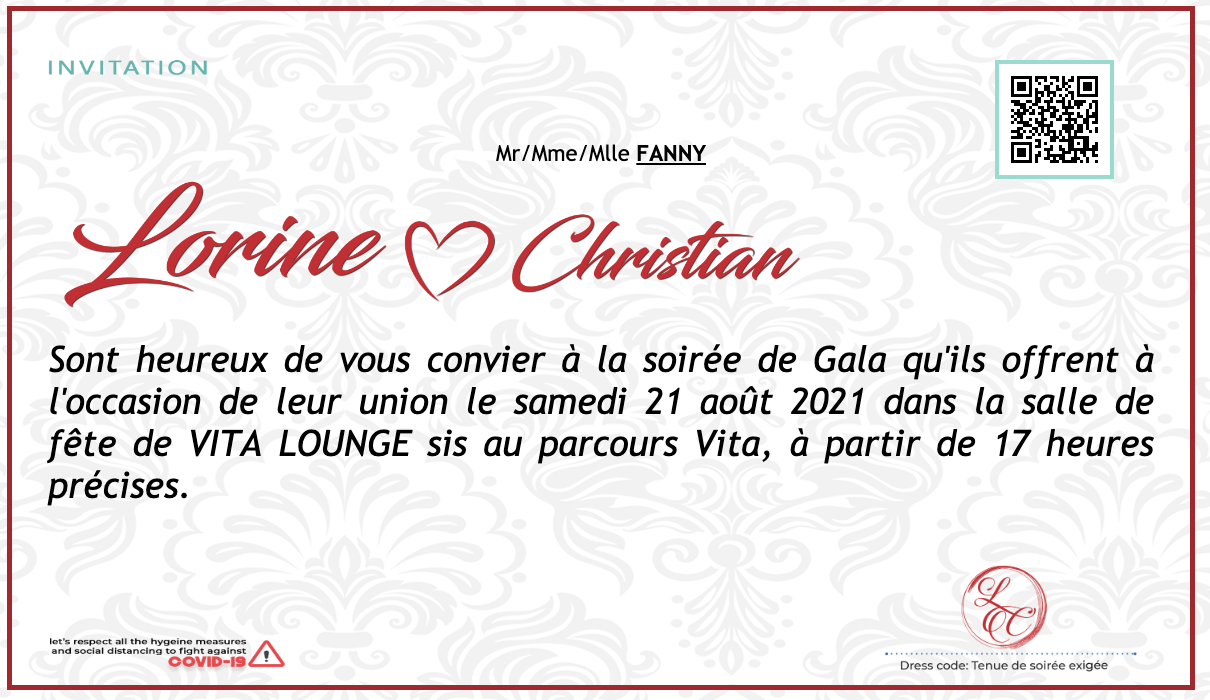 INVITATION
Mr/Mme/Mlle FANNY
Lorine Christian
Sont heureux de vous convier à la soirée de Gala qu'ils offrent à
l'occasion de leur union le samedi 21 août 2021 dans la salle de
fête de VITA LOUNGE sis au parcours Vita, à partir de 17 heures
précises.
LC
let's respect all the hygeine measures
and social distancing to fight against
COVID-19 !
Dress code: Tenue de soirée exigée